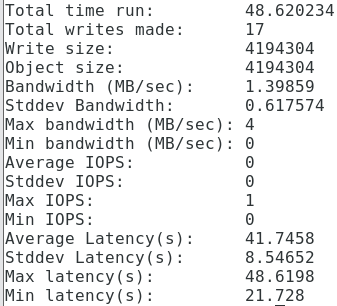 Total time run: 48.620234
Total writes made: 17
Write size: 4194304
Object size: 4194304
Bandwidth (MB/sec): 1.39859
Stddev Bandwidth: 0.617574
Max bandwidth (MB/sec): 4
Min bandwidth (MB/sec): 0
Average IOPS: 0
Stddev IOPS: 0
Max IOPS: 1
Min IOPS: 0
Average Latency(s): 41.7458
Stddev Latency(s): 8.54652
Max latency(s): 48.6198
Min latency(s): 21.728